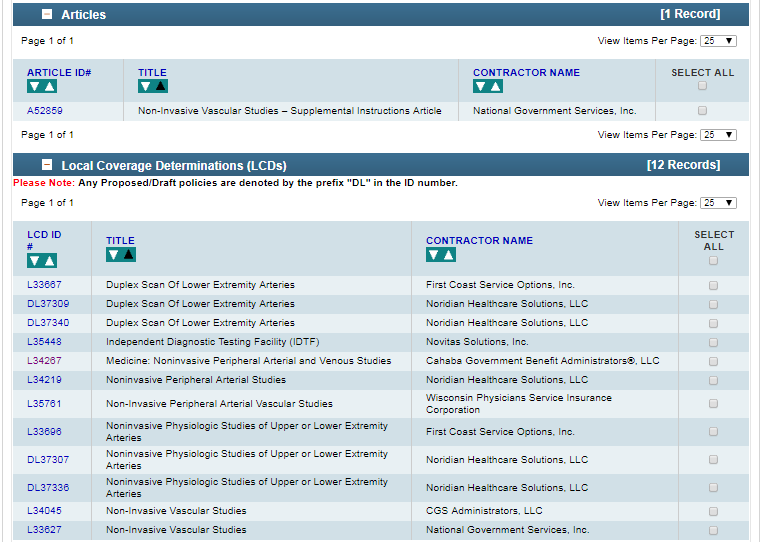 Articles [1 Record]
Page 1 of 1 View Items Per Page: 25
ARTICLE ID# TITLE CONTRACTOR NAME SELECT ALL
A52859 Non-Invasive Vascular Studies – Supplemental Instructions Article National Government Services, Inc.
Page 1 of 1 View Items Per Page: 25
Local Coverage Determinations (LCDs) [12 Records]
Please Note: Any Proposed/Draft policies are denoted by the prefix "DL" in the ID number.
Page 1 of 1 View Items Per Page: 25
LCD ID
#
TITLE
CONTRACTOR NAME
SELECT
ALL
L33667 Duplex Scan Of Lower Extremity Arteries First Coast Service Options, Inc.
DL37309 Duplex Scan Of Lower Extremity Arteries Noridian Healthcare Solutions, LLC
DL37340 Duplex Scan Of Lower Extremity Arteries Noridian Healthcare Solutions, LLC
L35448 Independent Diagnostic Testing Facility (IDTF) Novitas Solutions, Inc.
L34267 Medicine: Noninvasive Peripheral Arterial and Venous Studies Cahaba Government Benefit Administrators®, LLC
L34219 Noninvasive Peripheral Arterial Studies Noridian Healthcare Solutions, LLC
L35761 Non-Invasive Peripheral Arterial Vascular Studies
Wisconsin Physicians Service Insurance
Corporation
L33696
Noninvasive Physiologic Studies of Upper or Lower Extremity
Arteries
First Coast Service Options, Inc.
DL37307
Noninvasive Physiologic Studies of Upper or Lower Extremity
Arteries
Noridian Healthcare Solutions, LLC
DL37336
Noninvasive Physiologic Studies of Upper or Lower Extremity
Arteries
Noridian Healthcare Solutions, LLC
L34045 Non-Invasive Vascular Studies CGS Administrators, LLC
L33627 Non-Invasive Vascular Studies National Government Services, Inc.